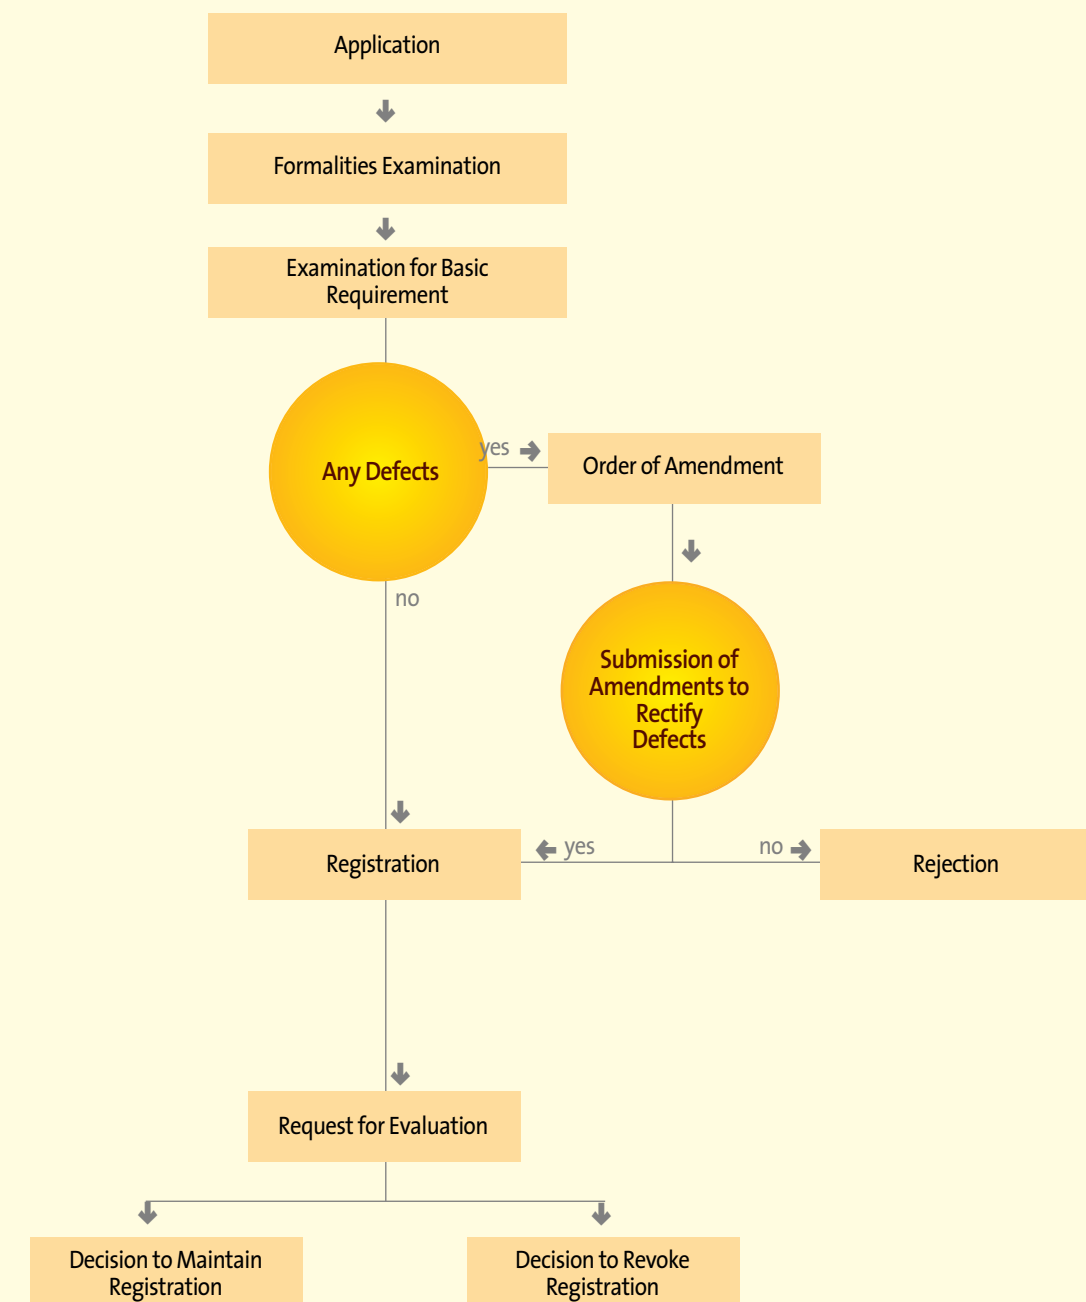 Application
Formalities Examination
Examination for Basic
Requirement
Any Defects
yes
Order of Amendment
no
Submission of
Amendments to
Rectify
Defects
Registration
yes
no
Rejection
Request for Evaluation
Decision to Maintain
Registration
Decision to Revoke
Registration